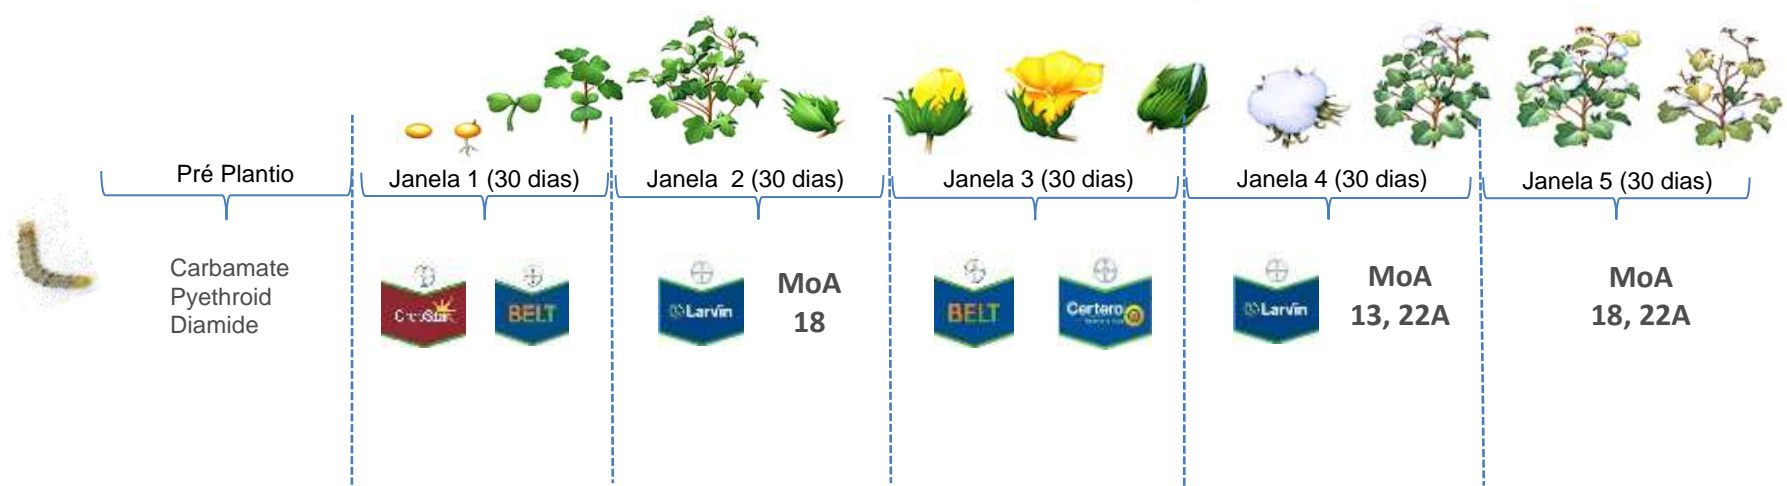 Pré Plantio
Janela 1 (30 dias)
Janela 2 (30 dias)
Janela 3 (30 dias)
Janela 4 (30 dias)
Janela 5 (30 dias)
Carbamate
Pyethroid
Diamide
CropStar
BELT
Larvin
MoA
18
BELT
Certero
Larvin
MoA
13, 22A
MoA
18, 22A